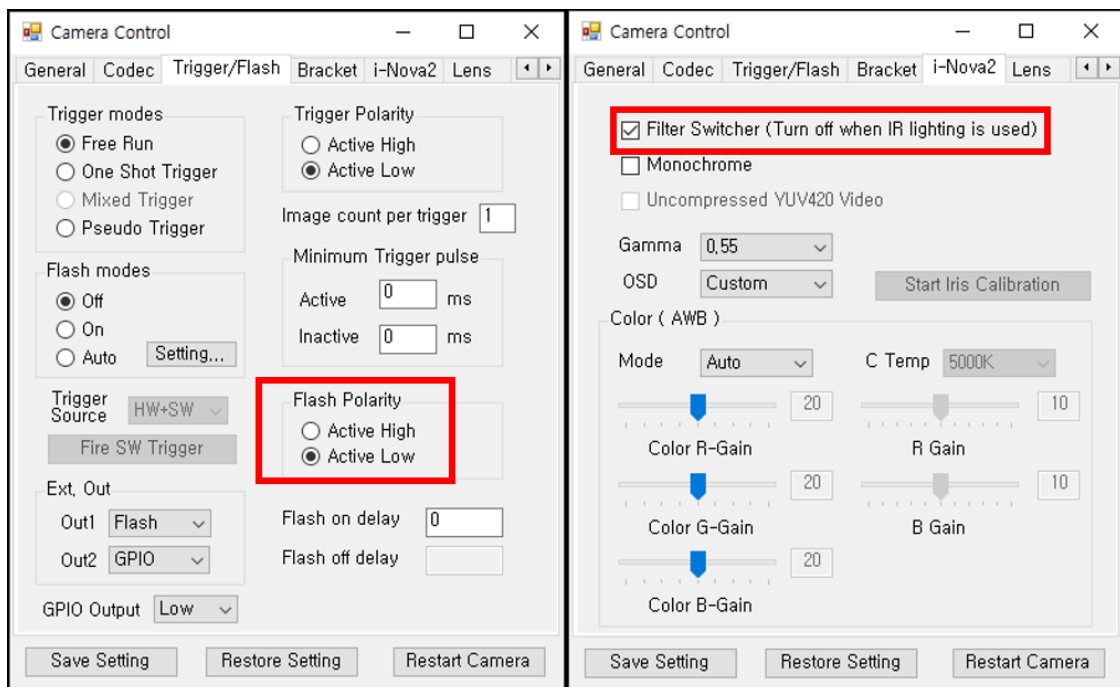 Camera Control
General Codec Trigger/Flash Bracket i-Nova2 Lens
Trigger modes
Free Run
One Shot Trigger
Mixed Trigger
Pseudo Trigger
Flash modes
Off
On
Auto Setting...
Trigger
Source HW+SW
Fire SW Trigger
Ext. Out
Out1 Flash
Out2 GPIO
GPIO Output Low
Trigger Polarity
Active High
Active Low
Image count per trigger 1
Minimum Trigger pulse
Active 0 ms
Inactive 0 ms
Flash Polarity
Active High
Active Low
Flash on delay 0
Flash off delay
Save Setting Restore Setting Restart Camera
Camera Control
General Codec Trigger/Flash Bracket i-Nova2 Lens
Filter Switcher (Turn off when IR lighting is used)
Monochrome
Uncompressed YUV420 Video
Gamma 0.55
OSD Custom Start Iris Calibration
Color ( AWB )
Mode Auto C Temp 5000K
20 10
Color R-Gain R Gain
20 10
Color G-Gain B Gain
20
Color B-Gain
Save Setting Restore Setting Restart Camera